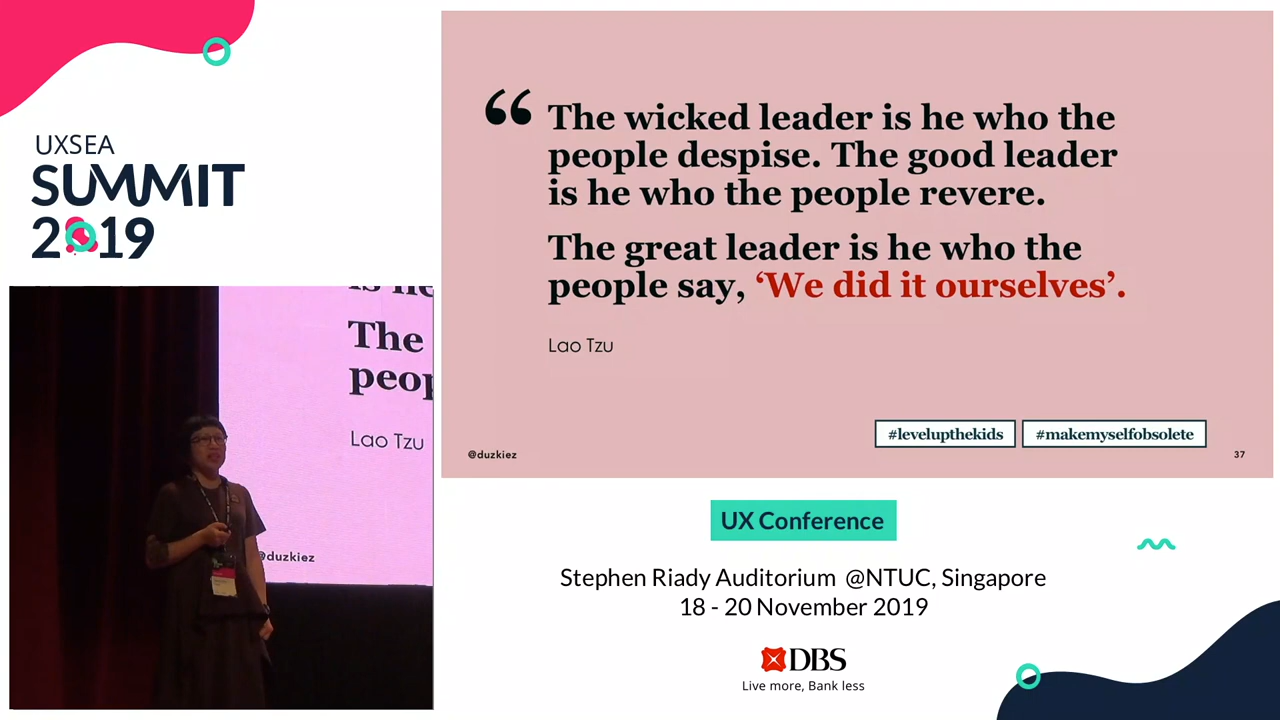 UXSEA
SUMMIT
2019
“
The wicked leader is he who the
people despise. The good leader
is he who the people revere.
The great leader is he who the
people say, ‘We did it ourselves’.
Lao Tzu
#levelupthekids
#makemyselfobsolete
@duzkiez
37
is he
The
peop
Lao Tzu
@duzkiez
UX Conference
Stephen Riady Auditorium @NTUC, Singapore
18 - 20 November 2019
DBS
Live more, Bank less